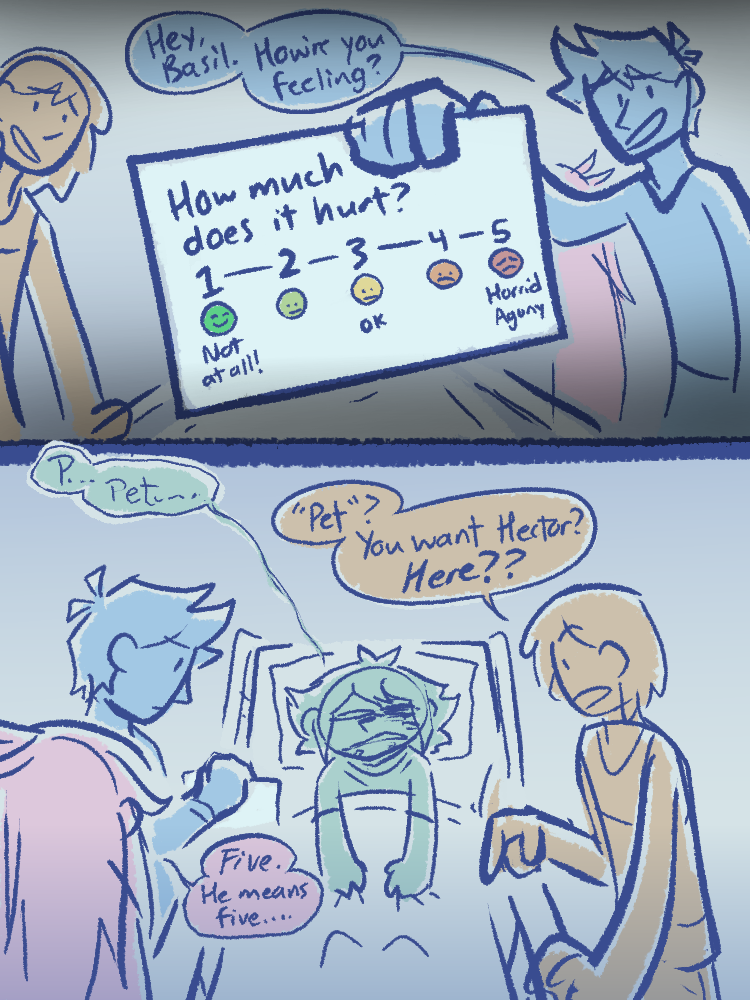 Hey,
Basil.
How're you
feeling?
How much
does it hurt?
1 — 2 — 3 — 4 — 5
Not
at all!
OK
Horrid
Agony
P...
Petn...
"Pet"?
You want Hector?
Here??
Five.
He means
five....